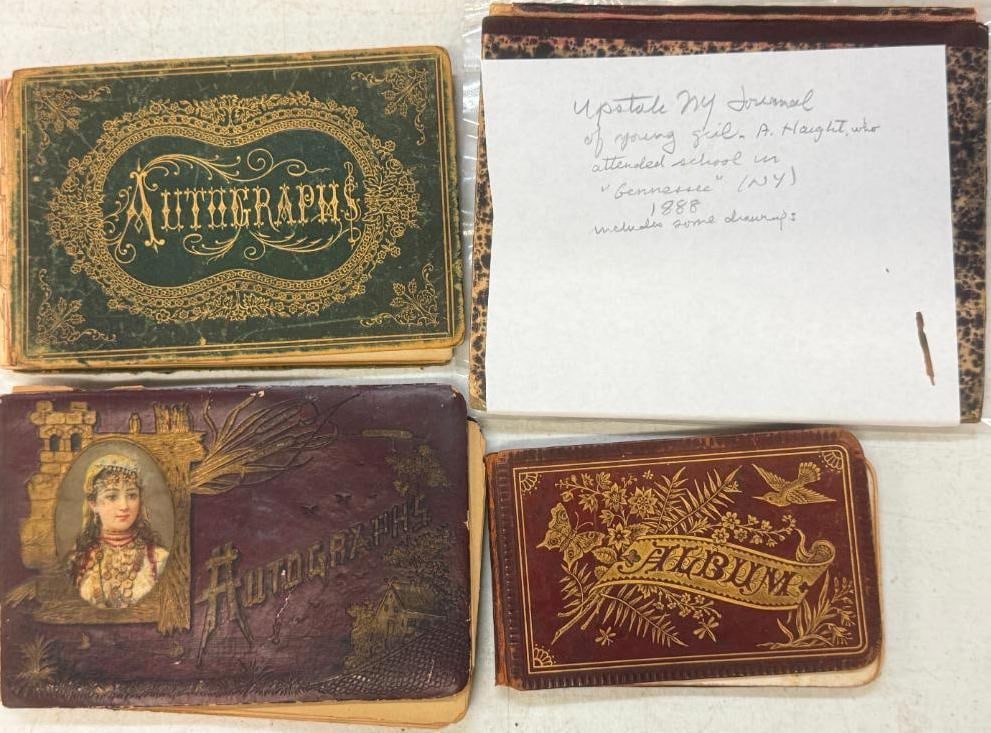 AUTOGRAPHS
Upstate NY Journal
of young girl. A. Haight, who
attended school in
"Gennessee" (NY)
1888
includes some drawings
AUTOGRAPHS
ALBUM